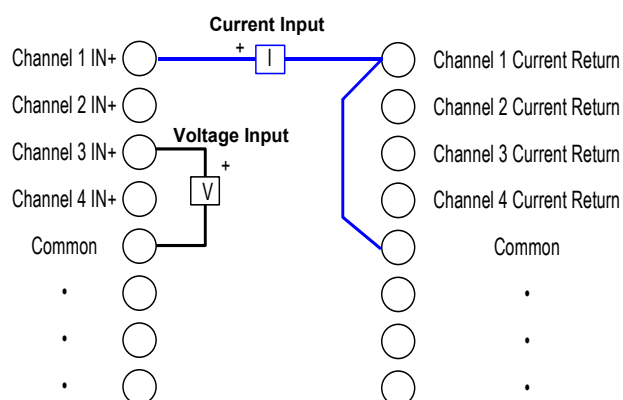 Current Input
Channel 1 IN+
+
I
Channel 1 Current Return
Channel 2 IN+
Channel 2 Current Return
Voltage Input
Channel 3 IN+
+
Channel 3 Current Return
V
Channel 4 IN+
Channel 4 Current Return
Common
Common